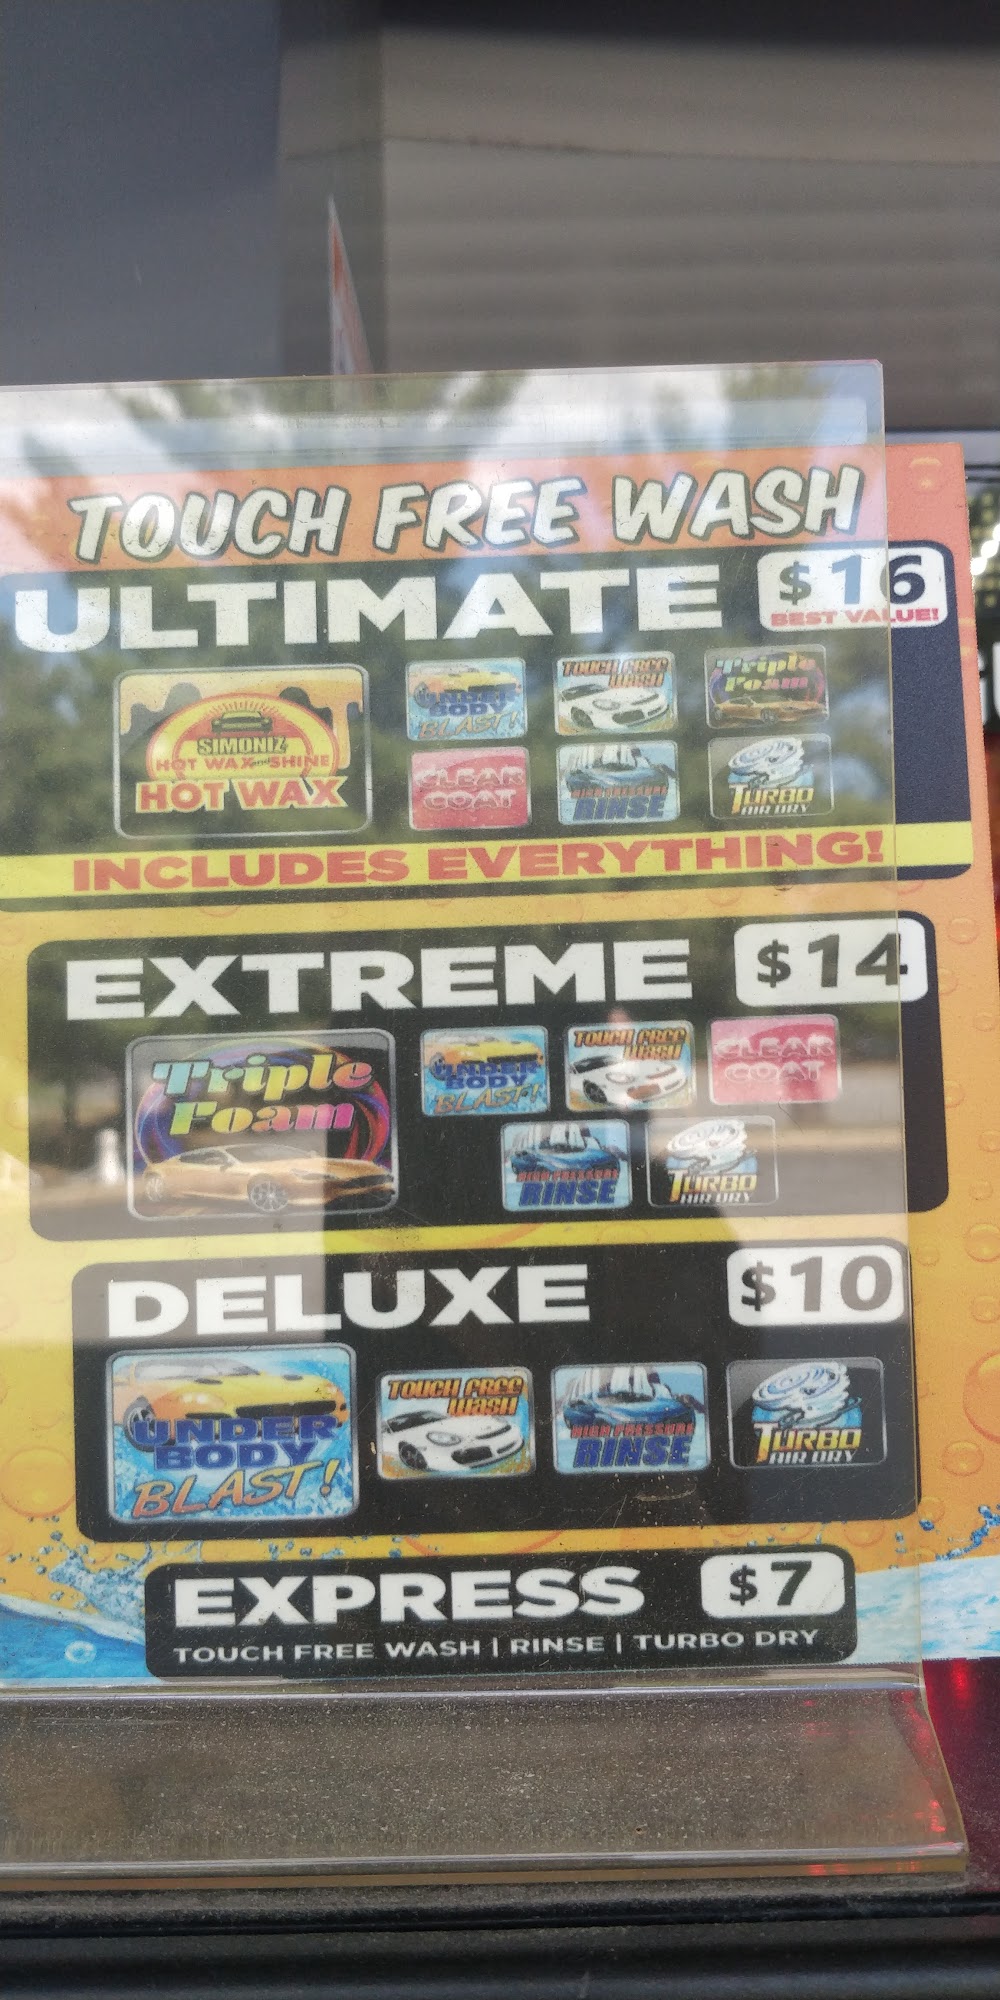 TOUCH FREE WASH
ULTIMATE $16
BEST VALUE!
SIMONIZ
HOT WAX and SHINE
HOT WAX
UNDER
BODY
BLAST!
TOUCH FREE
WASH
Triple
Foam
CLEAR
COAT
HIGH PRESSURE
RINSE
TURBO
AIR DRY
INCLUDES EVERYTHING!
EXTREME $14
Triple
Foam
UNDER
BODY
BLAST!
TOUCH FREE
WASH
CLEAR
COAT
HIGH PRESSURE
RINSE
TURBO
AIR DRY
DELUXE $10
UNDER
BODY
BLAST!
TOUCH FREE
WASH
HIGH PRESSURE
RINSE
TURBO
AIR DRY
EXPRESS $7
TOUCH FREE WASH | RINSE | TURBO DRY